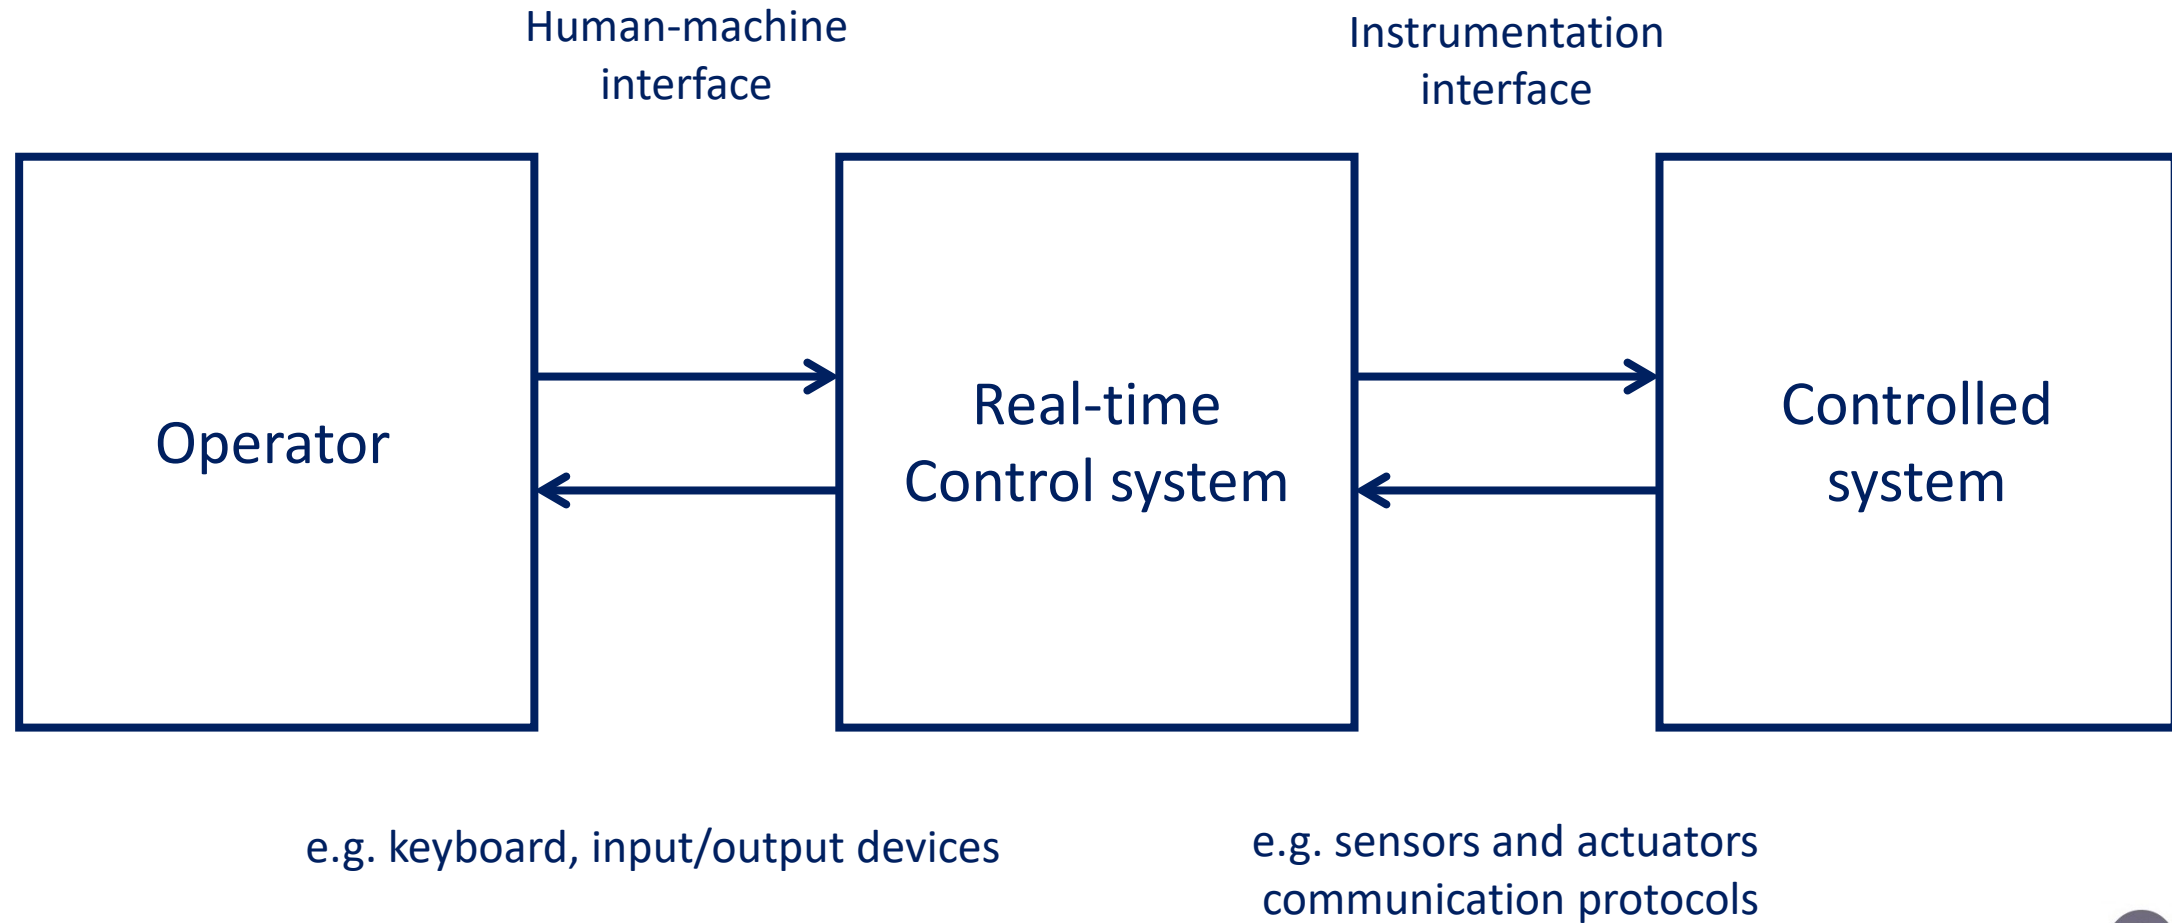 Human-machine
interface
Instrumentation
interface
Operator
Real-time
Control system
Controlled
system
e.g. keyboard, input/output devices
e.g. sensors and actuators
communication protocols